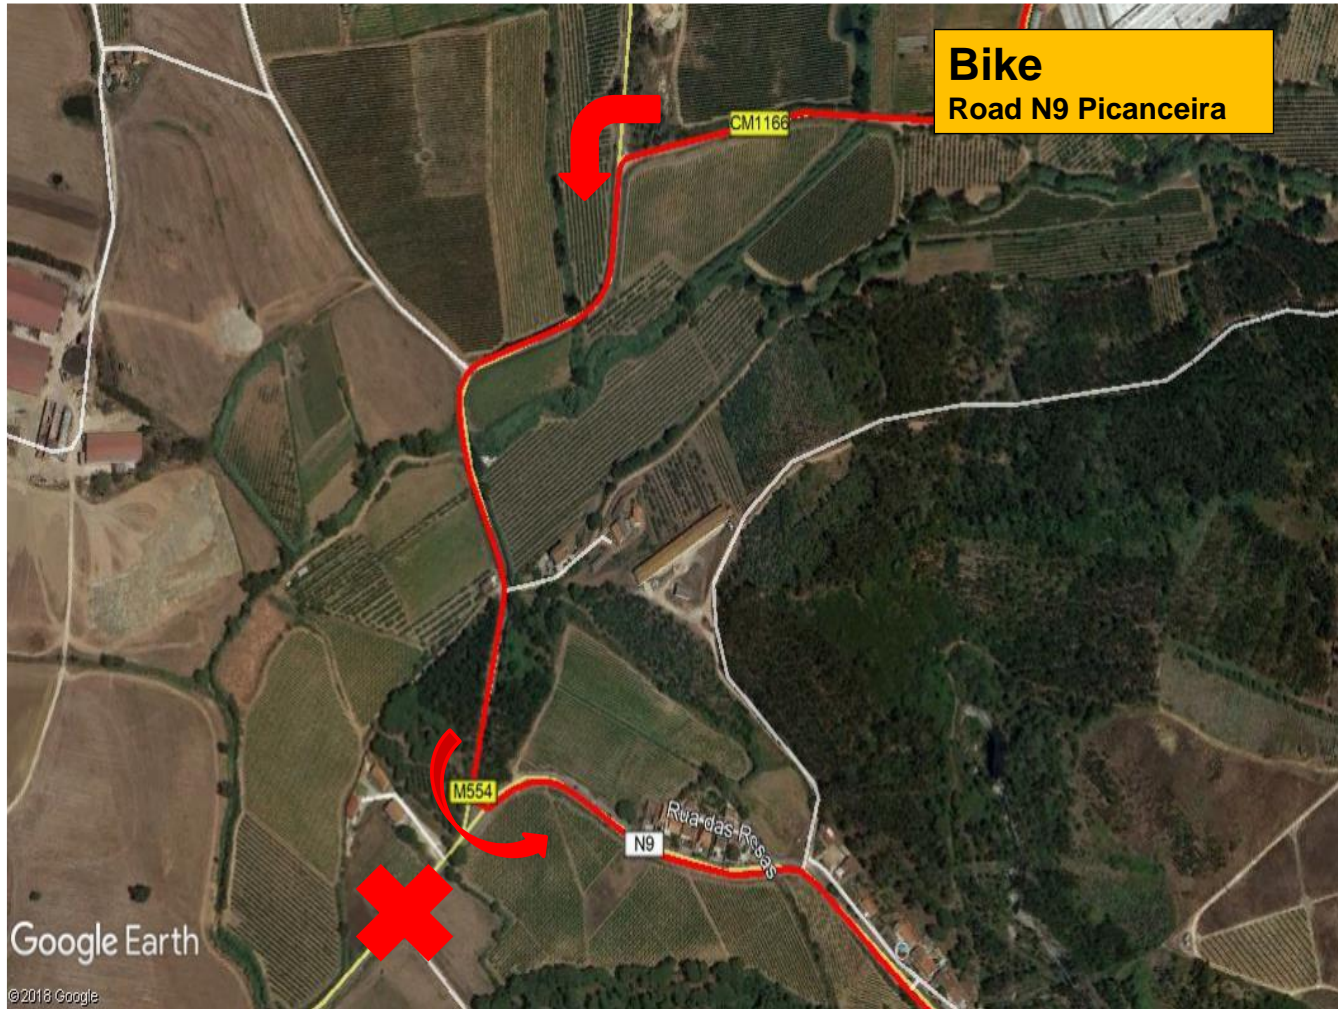 Bike
Road N9 Picanceira
CM1166
M554
N9
Rua das Rosas
Google Earth
©2018 Google